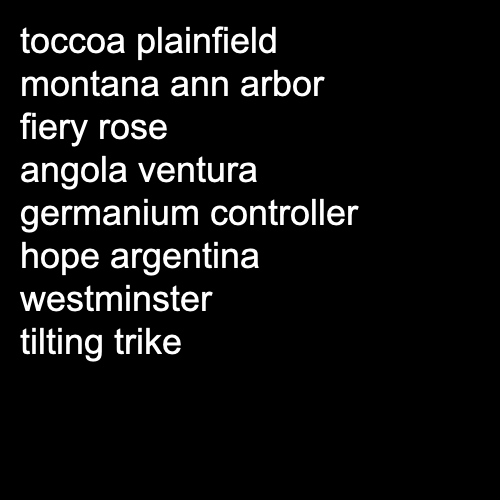 toccoa plainfield
montana ann arbor
fiery rose
angola ventura
germanium controller
hope argentina
westminster
tilting trike